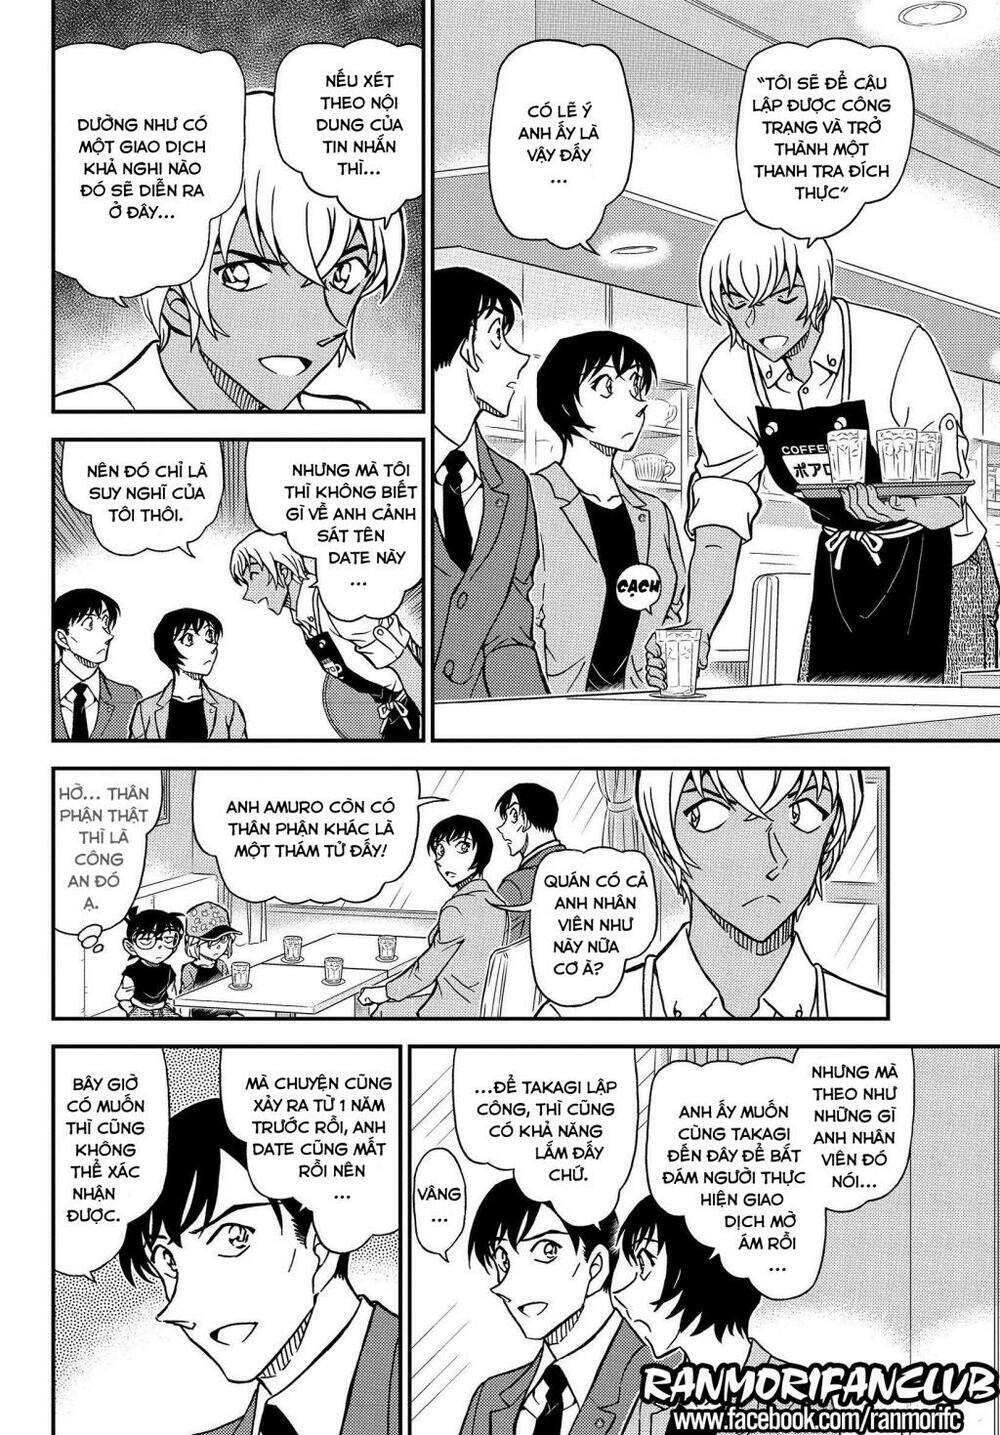 “TÔI SẼ ĐỂ CẬU
LẬP ĐƯỢC CÔNG
TRẠNG VÀ TRỞ
THÀNH MỘT
THANH TRA ĐÍCH
THỰC”
CÓ LẼ Ý
ANH ẤY LÀ
VẬY ĐẤY
...
COFFEE
ポアロ
CẠCH
NẾU XÉT
THEO NỘI
DUNG CỦA
TIN NHẮN
THÌ...
DƯỜNG NHƯ CÓ
MỘT GIAO DỊCH
KHẢ NGHI NÀO
ĐÓ SẼ DIỄN RA
Ở ĐÂY...
NHƯNG MÀ TÔI
THÌ KHÔNG BIẾT
GÌ VỀ ANH CẢNH
SÁT TÊN
DATE NÀY
...
NÊN ĐÓ CHỈ LÀ
SUY NGHĨ CỦA
TÔI THÔI.
QUÁN CÓ CẢ
ANH NHÂN
VIÊN NHƯ
NÀY NỮA
CƠ À?
ANH AMURO CÒN CÓ
THÂN PHẬN KHÁC LÀ
MỘT THÁM TỬ ĐẤY!
HỜ... THÂN
PHẬN THẬT
THÌ LÀ
CÔNG
AN ĐÓ
Ạ.
NHƯNG MÀ
THEO NHƯ
NHỮNG GÌ
ANH NHÂN
VIÊN ĐÓ
NÓI...
ANH ẤY MUỐN
CÙNG TAKAGI
ĐẾN ĐÂY ĐỂ BẮT
ĐÁM NGƯỜI THỰC
HIỆN GIAO
DỊCH MỜ
ÁM RỒI
...
...ĐỂ TAKAGI LẬP
CÔNG, THÌ CŨNG
CÓ KHẢ NĂNG
LẮM ĐẤY
CHỨ.
VÂNG
...
MÀ CHUYỆN CŨNG
XẢY RA TỪ 1 NĂM
TRƯỚC RỒI, ANH
DATE CŨNG MẤT
RỒI NÊN
...
BÂY GIỜ
CÓ MUỐN
THÌ CŨNG
KHÔNG
THỂ XÁC
NHẬN
ĐƯỢC.
RANMORIFANCLUB
www.facebook.com/ranmorifc